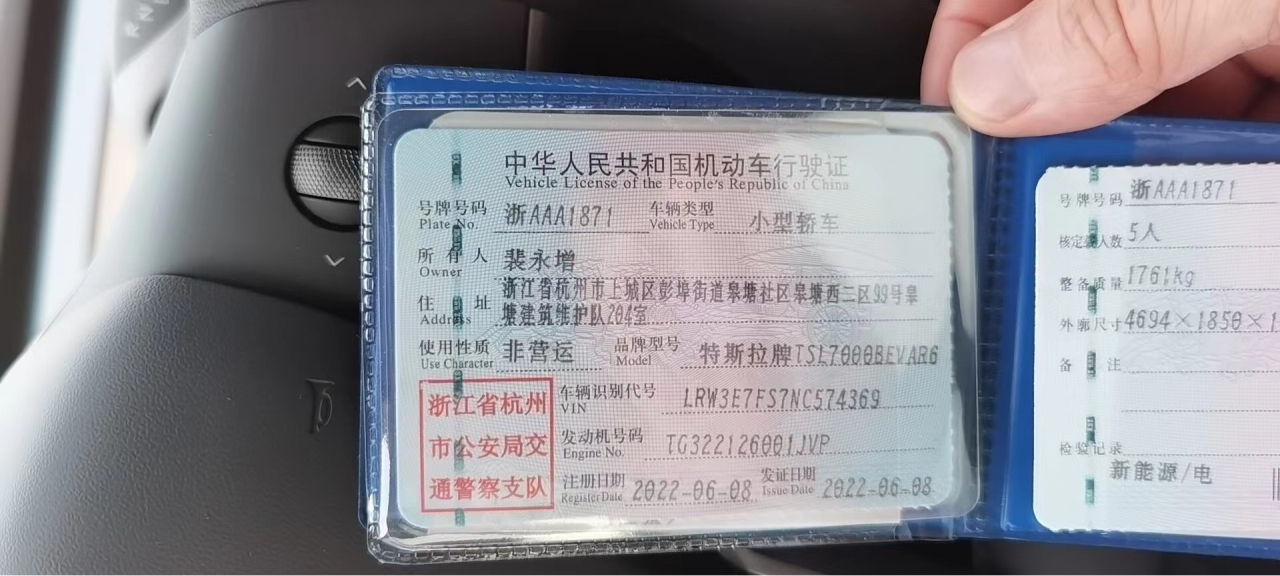 中华人民共和国机动车行驶证
Vehicle License of the People's Republic of China
号牌号码 浙AAA1871 车辆类型 小型轿车
Plate No. Vehicle Type
所有人 裴永增
Owner
住址 浙江省杭州市上城区彭埠街道皋塘社区皋塘西二区99号皋
Address 塘建筑维护队204室
使用性质 非营运 品牌型号 特斯拉牌TSL7000BEVAR6
Use Character Model
浙江省杭州
市公安局交
通警察支队
车辆识别代号 LRW3E7FS7NC574369
VIN
发动机号码 TG322126001JVP
Engine No.
注册日期 2022-06-08 发证日期 2022-06-08
Register Date Issue Date
号牌号码 浙AAA1871
核定载人数 5人
整备质量 1761kg
外廓尺寸 4694×1850×1
备注
检验记录
新能源/电
R N